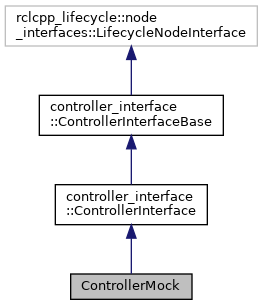 rclcpp_lifecycle::node
_interfaces::LifecycleNodeInterface
controller_interface
::ControllerInterfaceBase
controller_interface
::ControllerInterface
ControllerMock